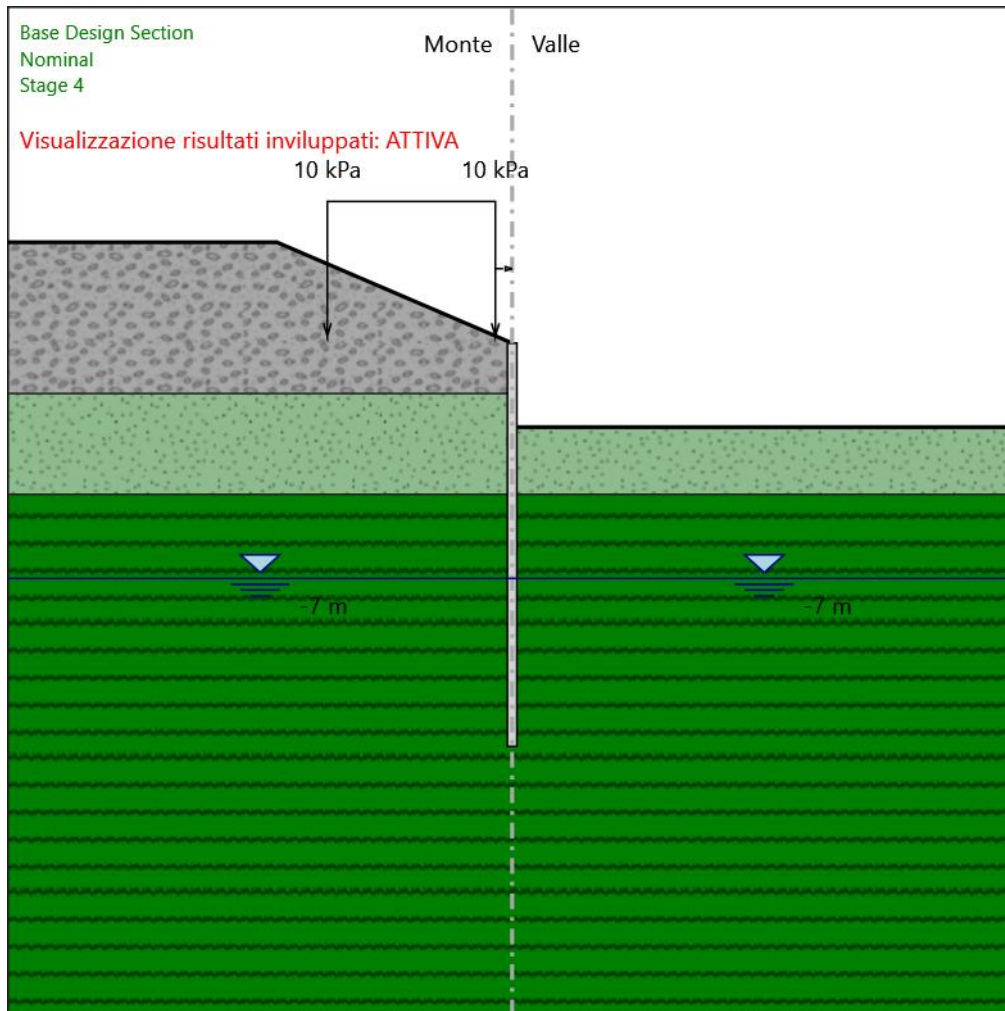 Base Design Section
Nominal
Stage 4
Monte
Valle
Visualizzazione risultati inviluppati: ATTIVA
10 kPa
10 kPa
-7 m
-7 m